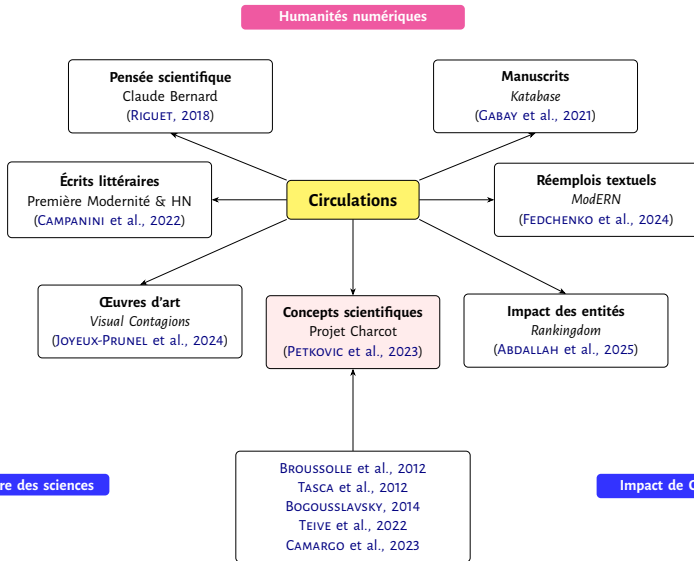 Humanités numériques
Pensée scientifique
Claude Bernard
(RIGUET, 2018)
Manuscrits
Katabase
(GABAY et al., 2021)
Écrits littéraires
Première Modernité & HN
(CAMPANINI et al., 2022)
Circulations
Réemplois textuels
ModERN
(FEDCHENKO et al., 2024)
Œuvres d'art
Visual Contagions
(JOYEUX-PRUNEL et al., 2024)
Concepts scientifiques
Projet Charcot
(PETKOVIC et al., 2023)
Impact des entités
Rankingdom
(ABDALLAH et al., 2025)
re des sciences
BROUSSOLLE et al., 2012
TASCA et al., 2012
BOGOUSSLAVSKY, 2014
TEIVE et al., 2022
CAMARGO et al., 2023
Impact de